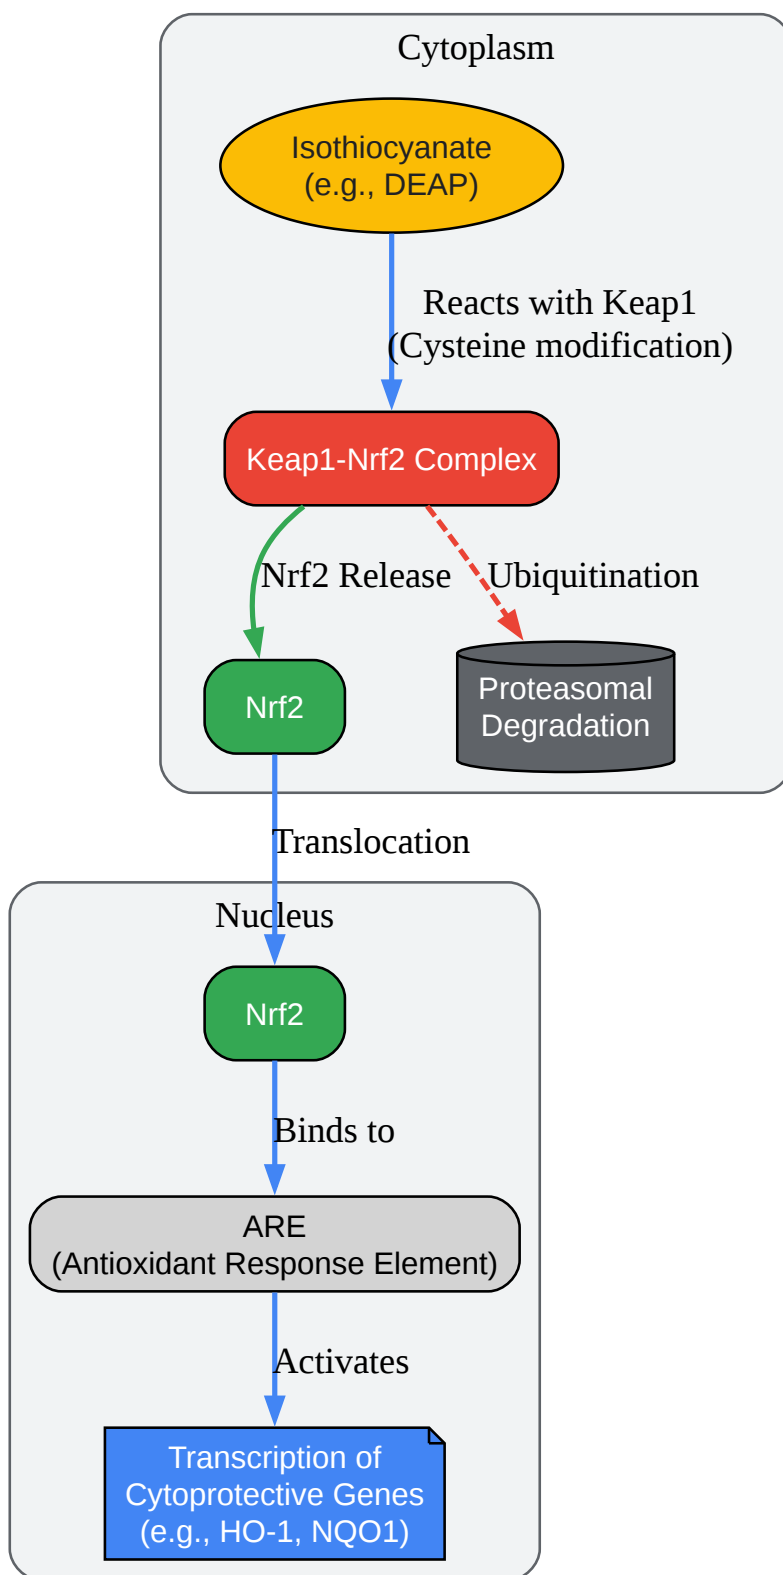 Cytoplasm
Isothiocyanate
(e.g., DEAP)
Reacts with Keap1
(Cysteine modification)
Keap1-Nrf2 Complex
Nrf2 Release
Ubiquitination
Nrf2
Proteasomal
Degradation
Translocation
Nucleus
Nrf2
Binds to
ARE
(Antioxidant Response Element)
Activates
Transcription of
Cytoprotective Genes
(e.g., HO-1, NQO1)